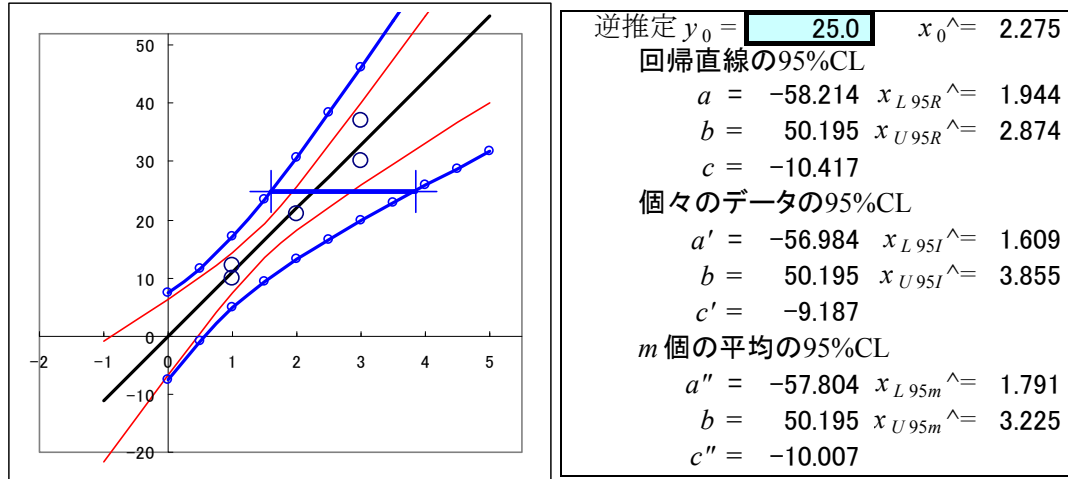 50
40
30
20
10
0
-2 -1 0 1 2 3 4 5
-10
-20
逆推定 y0 = 25.0 x0^= 2.275
回帰直線の95%CL
a = -58.214 xL95R^= 1.944
b = 50.195 xU95R^= 2.874
c = -10.417
個々のデータの95%CL
a′ = -56.984 xL95I^= 1.609
b = 50.195 xU95I^= 3.855
c′ = -9.187
m個の平均の95%CL
a″ = -57.804 xL95m^= 1.791
b = 50.195 xU95m^= 3.225
c″ = -10.007